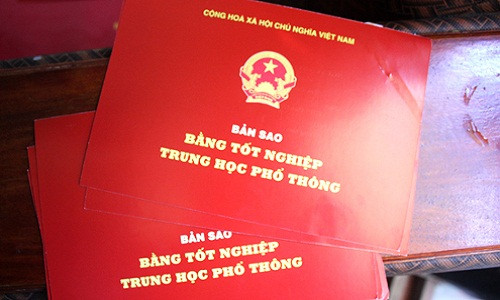 CỘNG HOÀ XÃ HỘI CHỦ NGHĨA VIỆT NAM
BẢN SAO
BẰNG TỐT NGHIỆP
TRUNG HỌC PHỔ THÔNG
BẢN SAO
BẰNG TỐT NGHIỆP
TRUNG HỌC PHỔ THÔNG